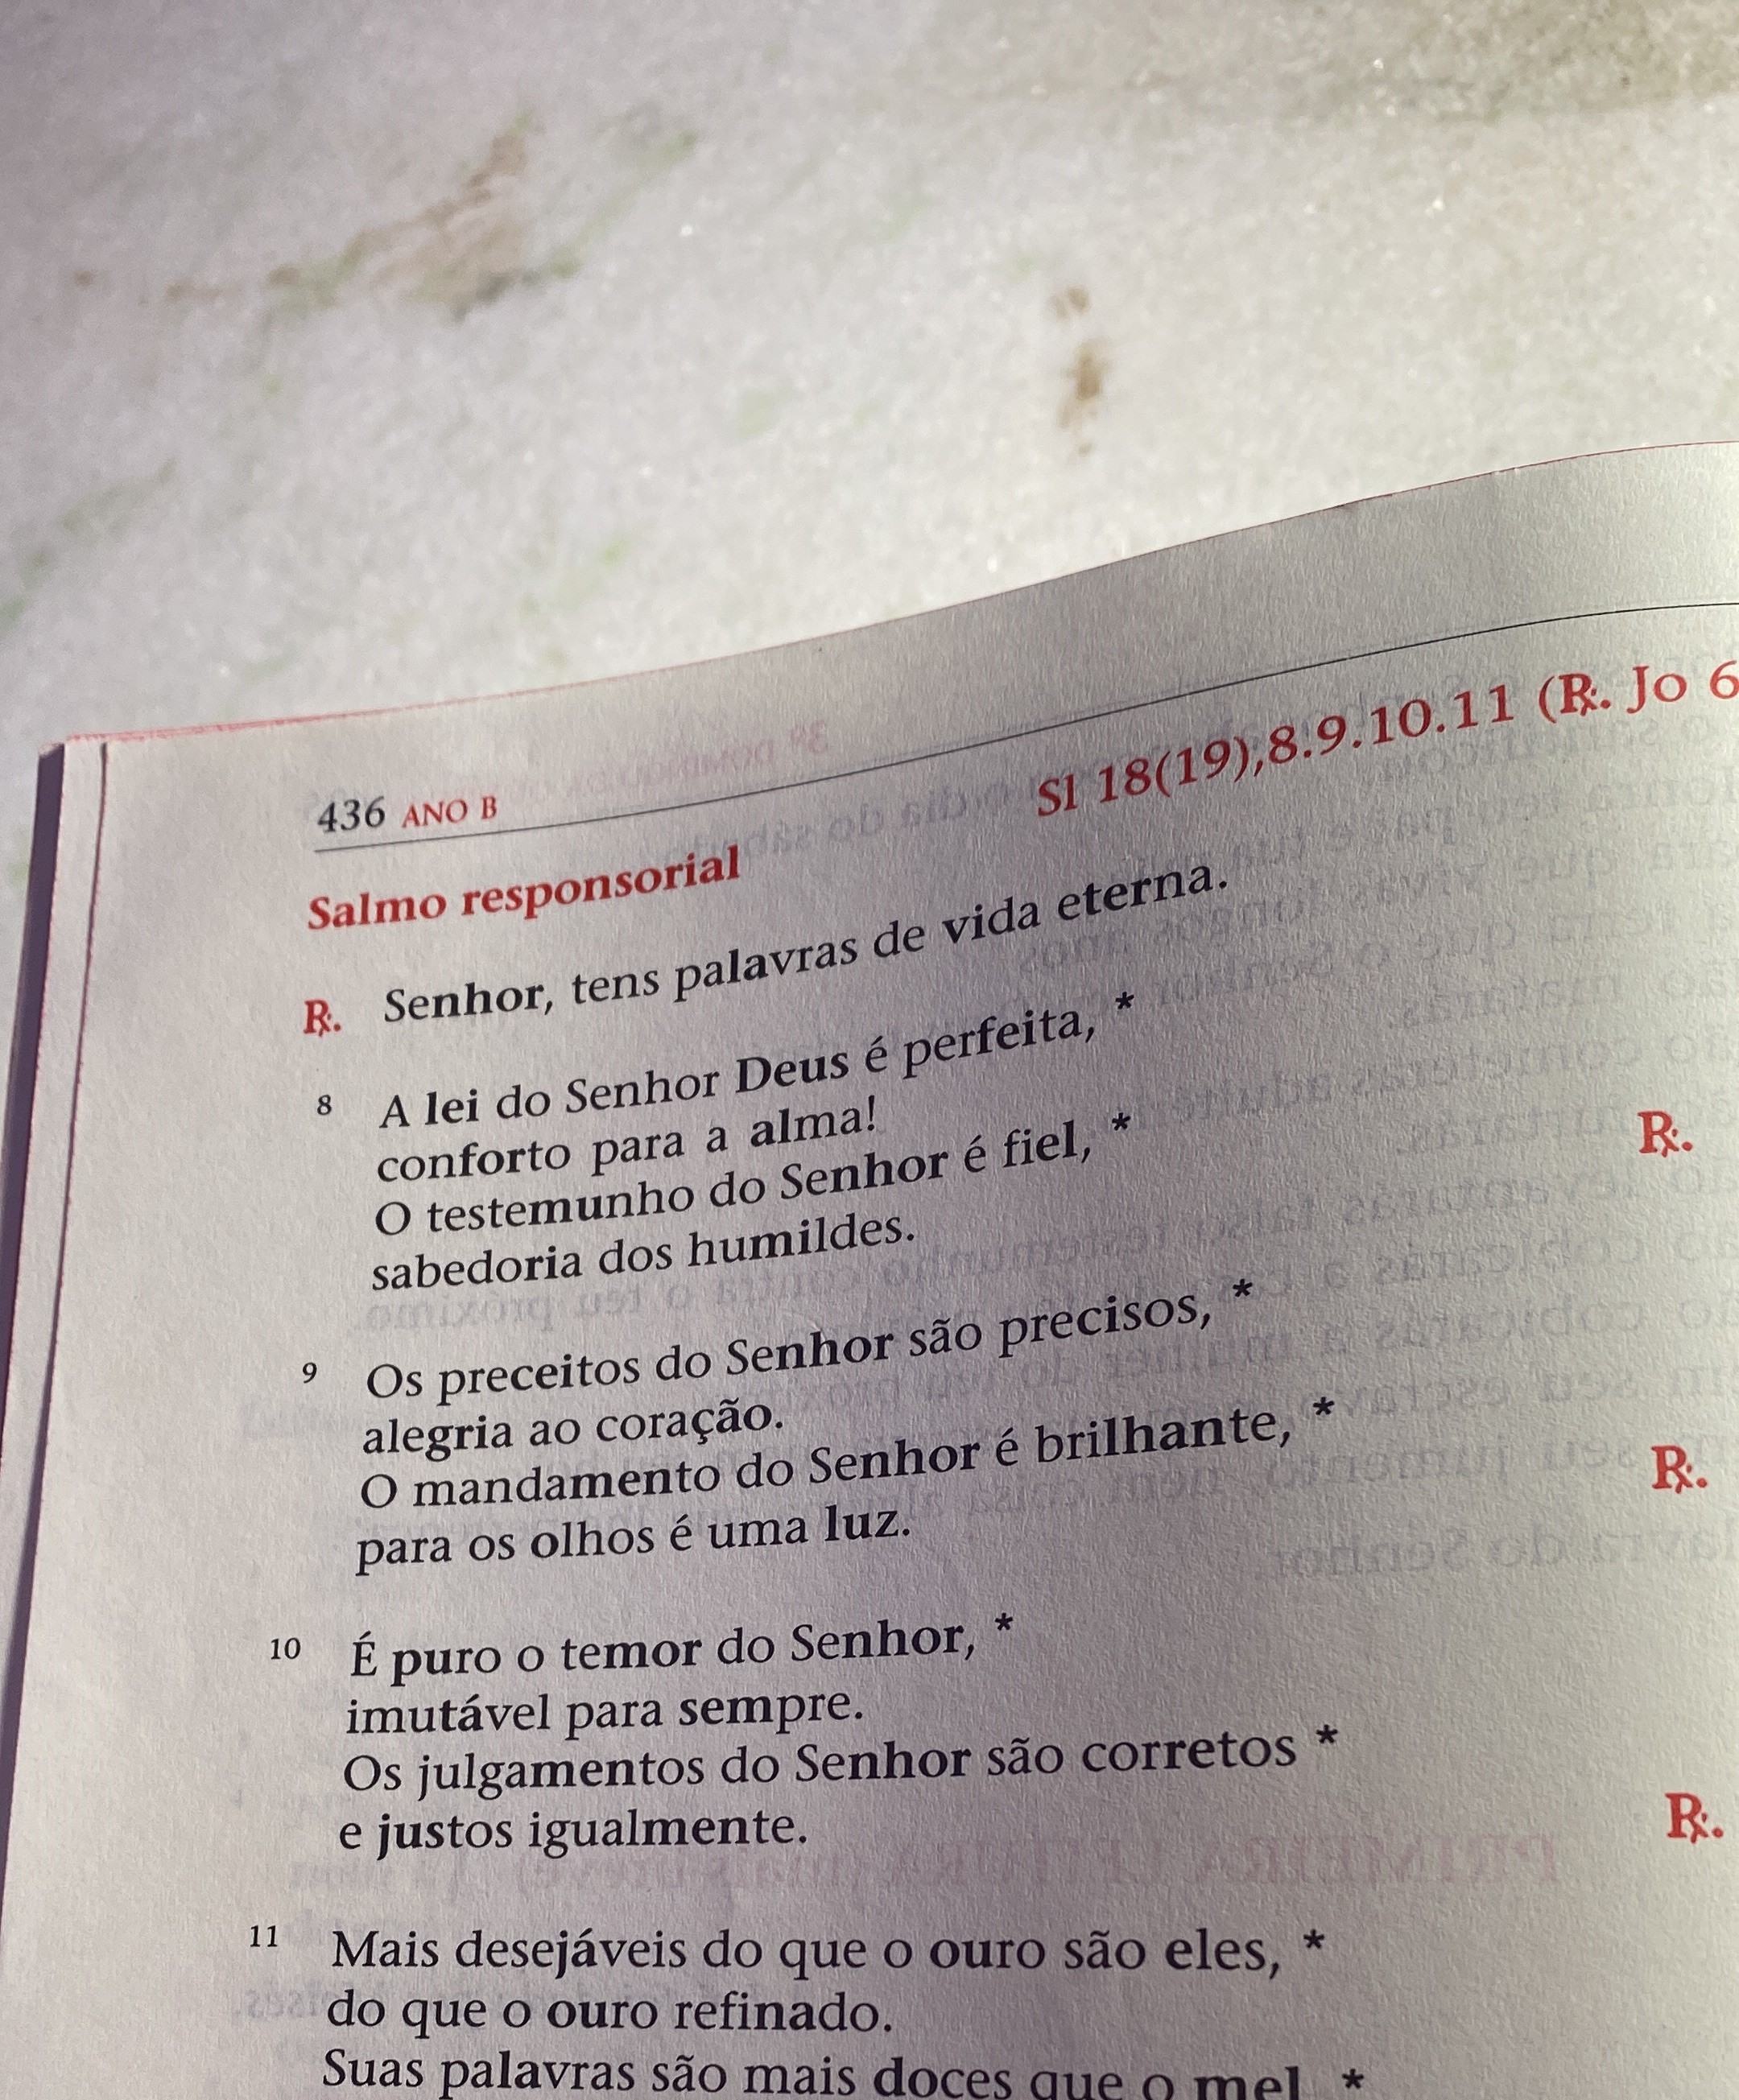 436 ANO B
Salmo responsorial Sl 18(19),8.9.10.11 (℟. Jo 6
℟. Senhor, tens palavras de vida eterna.
8 A lei do Senhor Deus é perfeita, *
conforto para a alma!
O testemunho do Senhor é fiel, *
sabedoria dos humildes. ℟.
9 Os preceitos do Senhor são precisos, *
alegria ao coração.
O mandamento do Senhor é brilhante, *
para os olhos é uma luz. ℟.
10 É puro o temor do Senhor, *
imutável para sempre.
Os julgamentos do Senhor são corretos *
e justos igualmente. ℟.
11 Mais desejáveis do que o ouro são eles, *
do que o ouro refinado.
Suas palavras são mais doces que o mel *